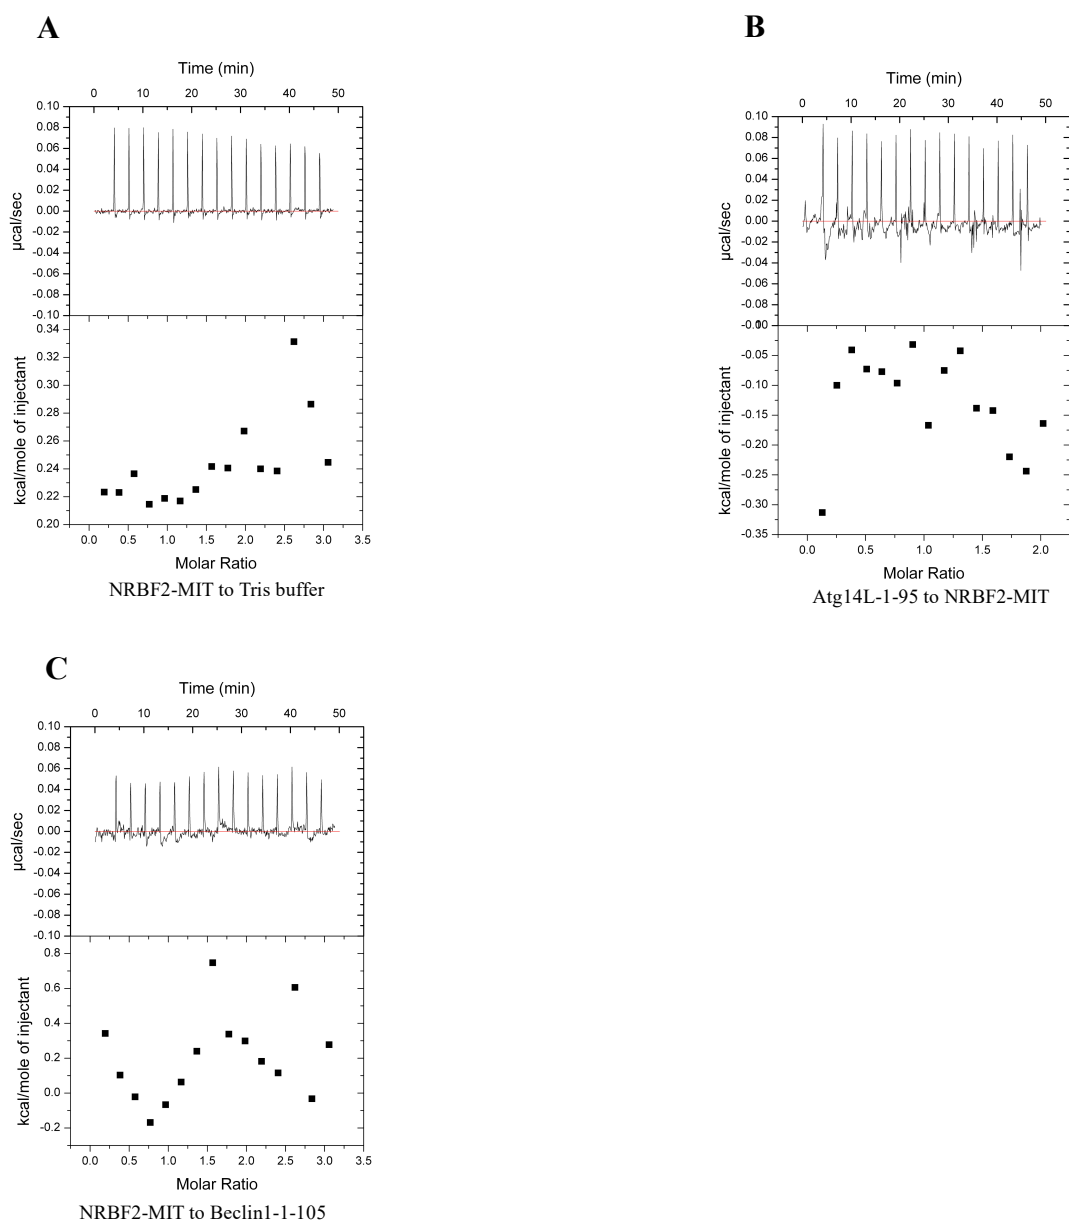 A
Time (min)
0 10 20 30 40 50
0.10
0.08
0.06
0.04
0.02
0.00
-0.02
-0.04
-0.06
-0.08
-0.10
µcal/sec
0.34
0.32
0.30
0.28
0.26
0.24
0.22
0.20
kcal/mole of injectant
0.0 0.5 1.0 1.5 2.0 2.5 3.0 3.5
Molar Ratio
NRBF2-MIT to Tris buffer
B
Time (min)
0 10 20 30 40 50
0.10
0.08
0.06
0.04
0.02
0.00
-0.02
-0.04
-0.06
-0.08
µcal/sec
-0.05
-0.10
-0.15
-0.20
-0.25
-0.30
-0.35
kcal/mole of injectant
0.0 0.5 1.0 1.5 2.0
Molar Ratio
Atg14L-1-95 to NRBF2-MIT
C
Time (min)
0 10 20 30 40 50
0.10
0.08
0.06
0.04
0.02
0.00
-0.02
-0.04
-0.06
-0.08
-0.10
µcal/sec
0.8
0.6
0.4
0.2
0.0
-0.2
kcal/mole of injectant
0.0 0.5 1.0 1.5 2.0 2.5 3.0 3.5
Molar Ratio
NRBF2-MIT to Beclin1-1-105